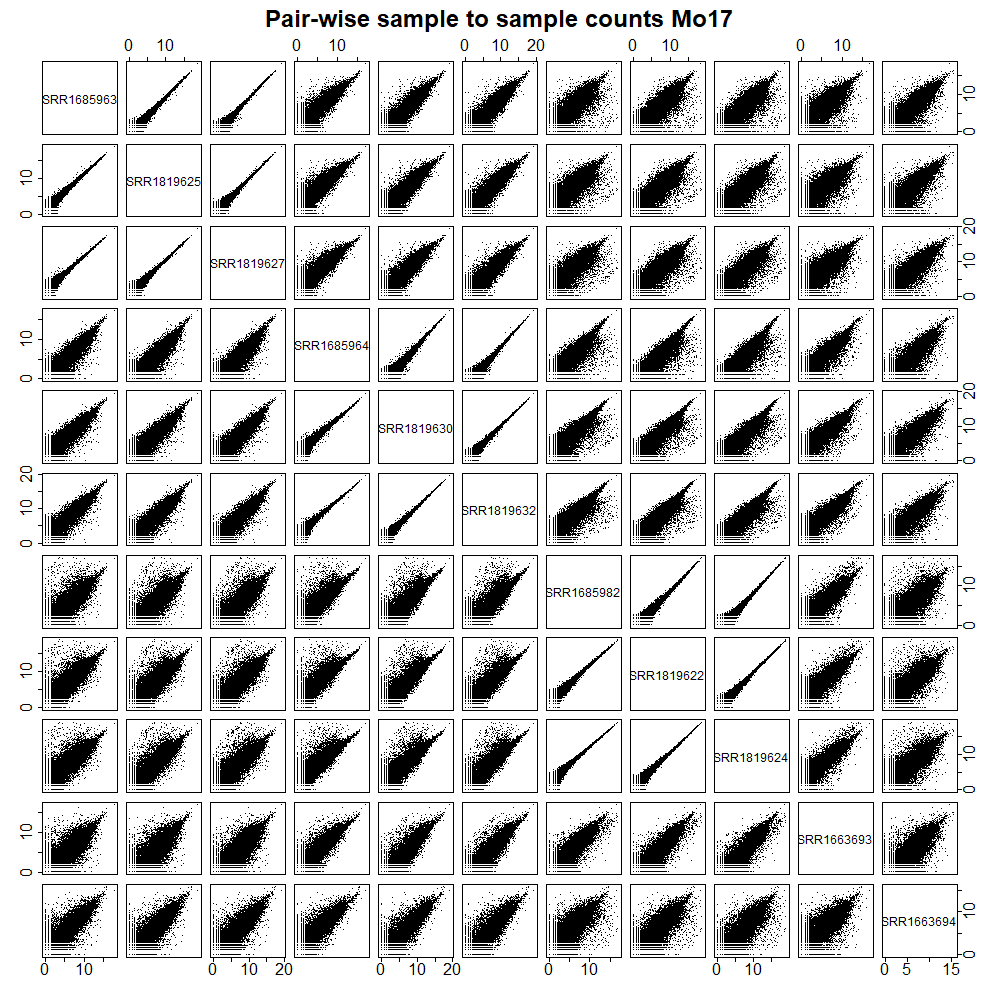 Pair-wise sample to sample counts Mo17
0 10 0 10 0 10 20 0 10 0 10
SRR1685963 0 10
0 10 SRR1819625
SRR1819627 0 10 20
0 10 SRR1685964
SRR1819630 0 10 20
0 10 20 SRR1819632
SRR1685982 0 10
0 10 SRR1819622
SRR1819624 0 10
0 10 SRR1663693
SRR1663694 0 10
0 10 0 10 20 0 10 20 0 10 0 10 0 5 15